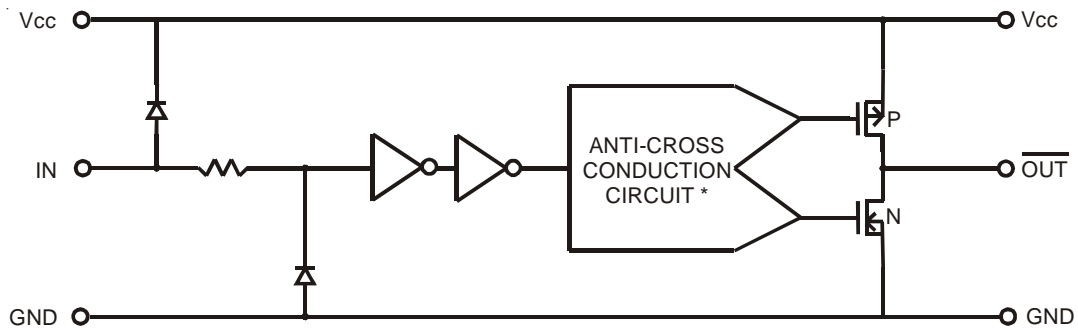 Vcc
Vcc
P
ANTI-CROSS
CONDUCTION
CIRCUIT *
IN
OUT
N
GND
GND